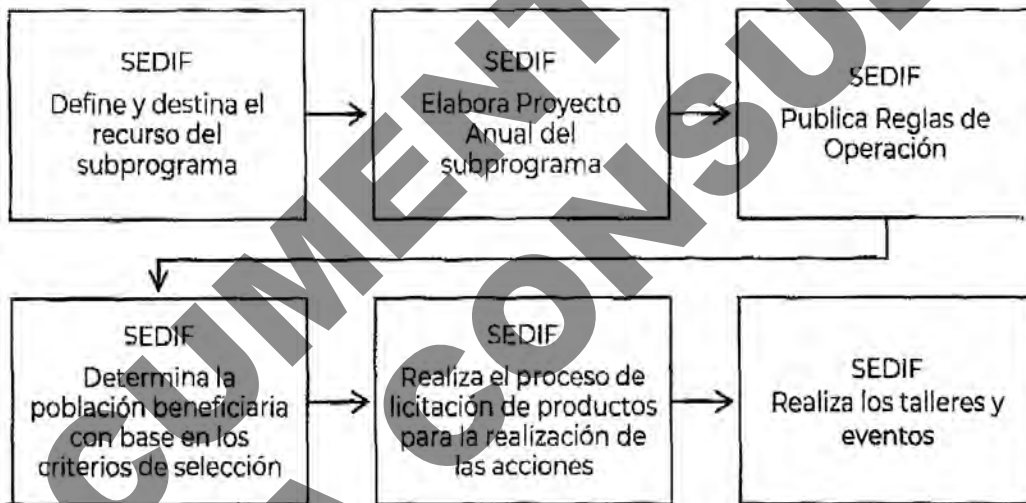 SEDIF
Define y destina el
recurso del
subprograma
SEDIF
Elabora Proyecto
Anual del
subprograma
SEDIF
Publica Reglas de
Operación
SEDIF
Determina la
población beneficiaria
con base en los
criterios de selección
SEDIF
Realiza el proceso de
licitación de productos
para la realización de
las acciones
SEDIF
Realiza los talleres y
eventos
CUMENT
A CONSUL